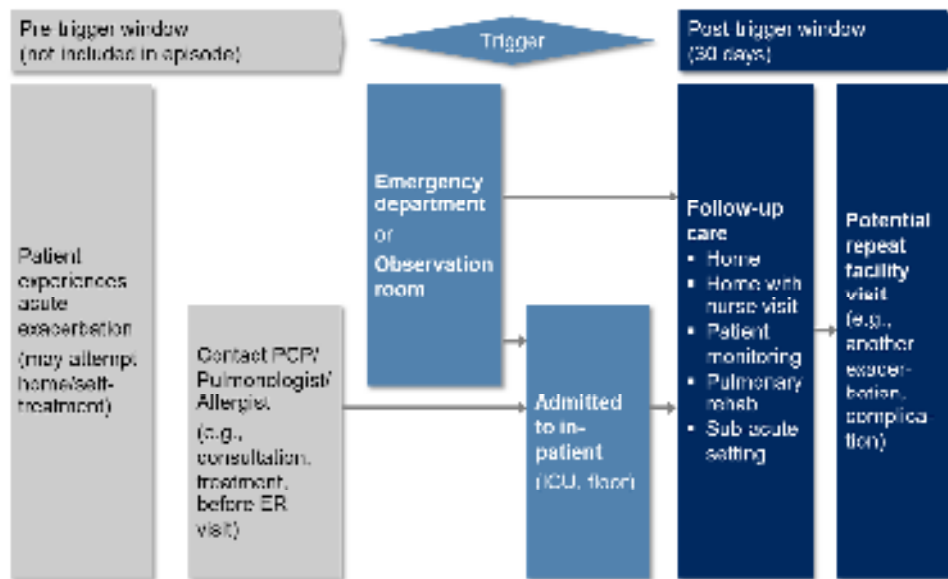 Pre-trigger window
(not included in episode)
Trigger
Post-trigger window
(30 days)
Patient
experiences
acute
exacerbation
(may attempt
home/self-
treatment)
Contact PCP/
Pulmonologist/
Allergist
(e.g.,
consultation,
treatment,
before ER
visit)
Emergency
department
or
Observation
room
Admitted
to in-
patient
(ICU, floor)
Follow-up
care
▪ Home
▪ Home with
nurse visit
▪ Patient
monitoring
▪ Pulmonary
rehab
▪ Sub-acute
setting
Potential
repeat
facility
visit
(e.g.,
another
exacer-
bation,
complica-
tion)